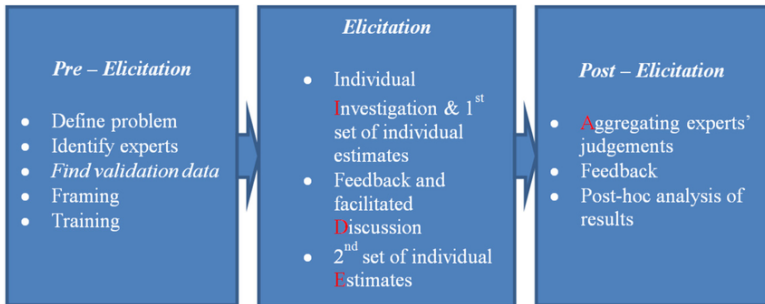 Pre – Elicitation
• Define problem
• Identify experts
• Find validation data
• Framing
• Training
Elicitation
• Individual
Investigation & 1st
set of individual
estimates
• Feedback and
facilitated
Discussion
• 2nd set of individual
Estimates
Post – Elicitation
• Aggregating experts’
judgements
• Feedback
• Post-hoc analysis of
results